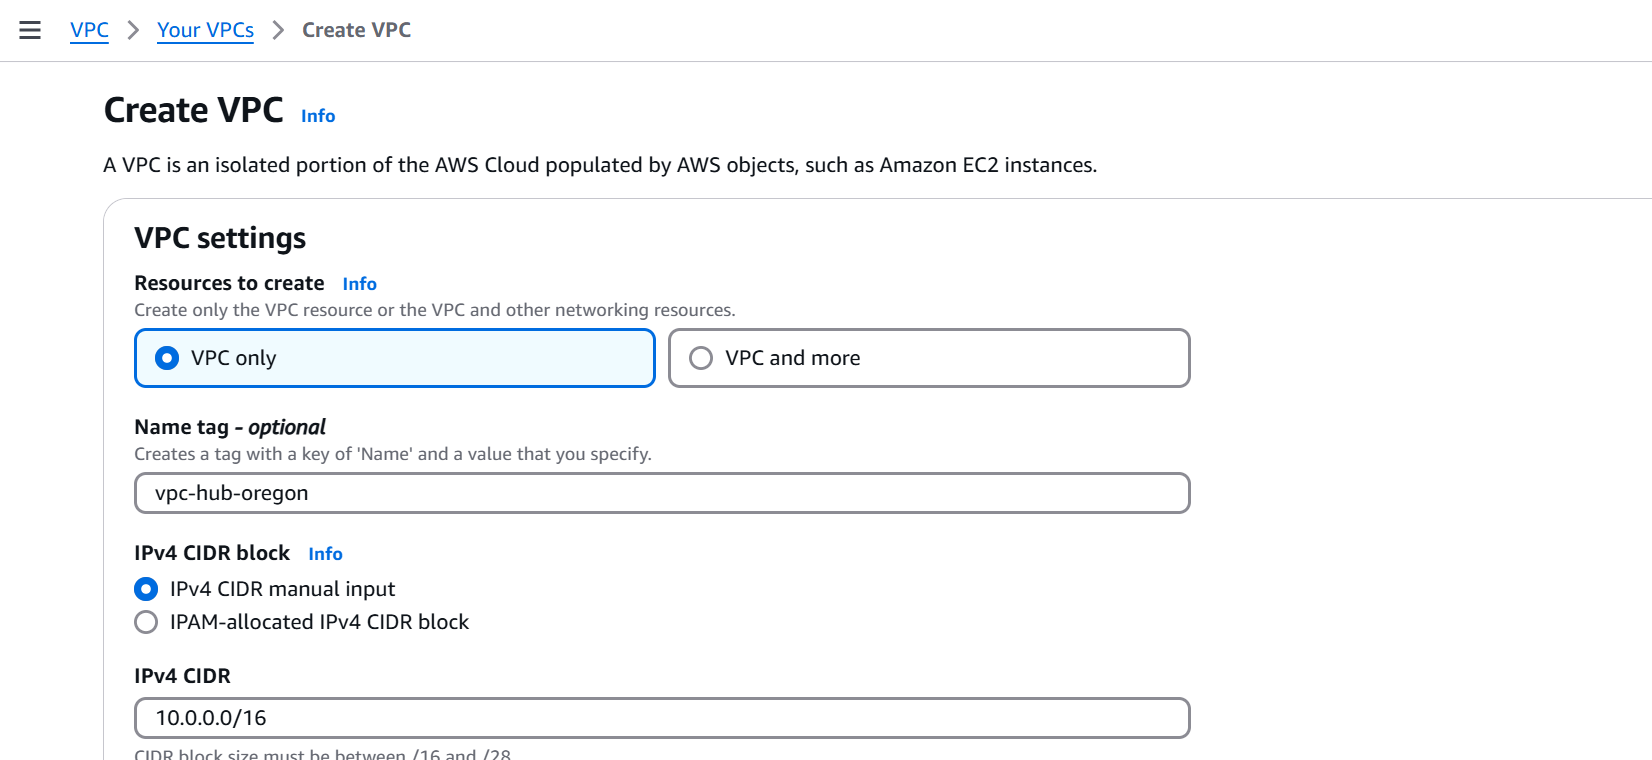 VPC > Your VPCs > Create VPC
Create VPC Info
A VPC is an isolated portion of the AWS Cloud populated by AWS objects, such as Amazon EC2 instances.
VPC settings
Resources to create Info
Create only the VPC resource or the VPC and other networking resources.
VPC only
VPC and more
Name tag - optional
Creates a tag with a key of 'Name' and a value that you specify.
vpc-hub-oregon
IPv4 CIDR block Info
IPv4 CIDR manual input
IPAM-allocated IPv4 CIDR block
IPv4 CIDR
10.0.0.0/16
CIDR block size must be between /16 and /28